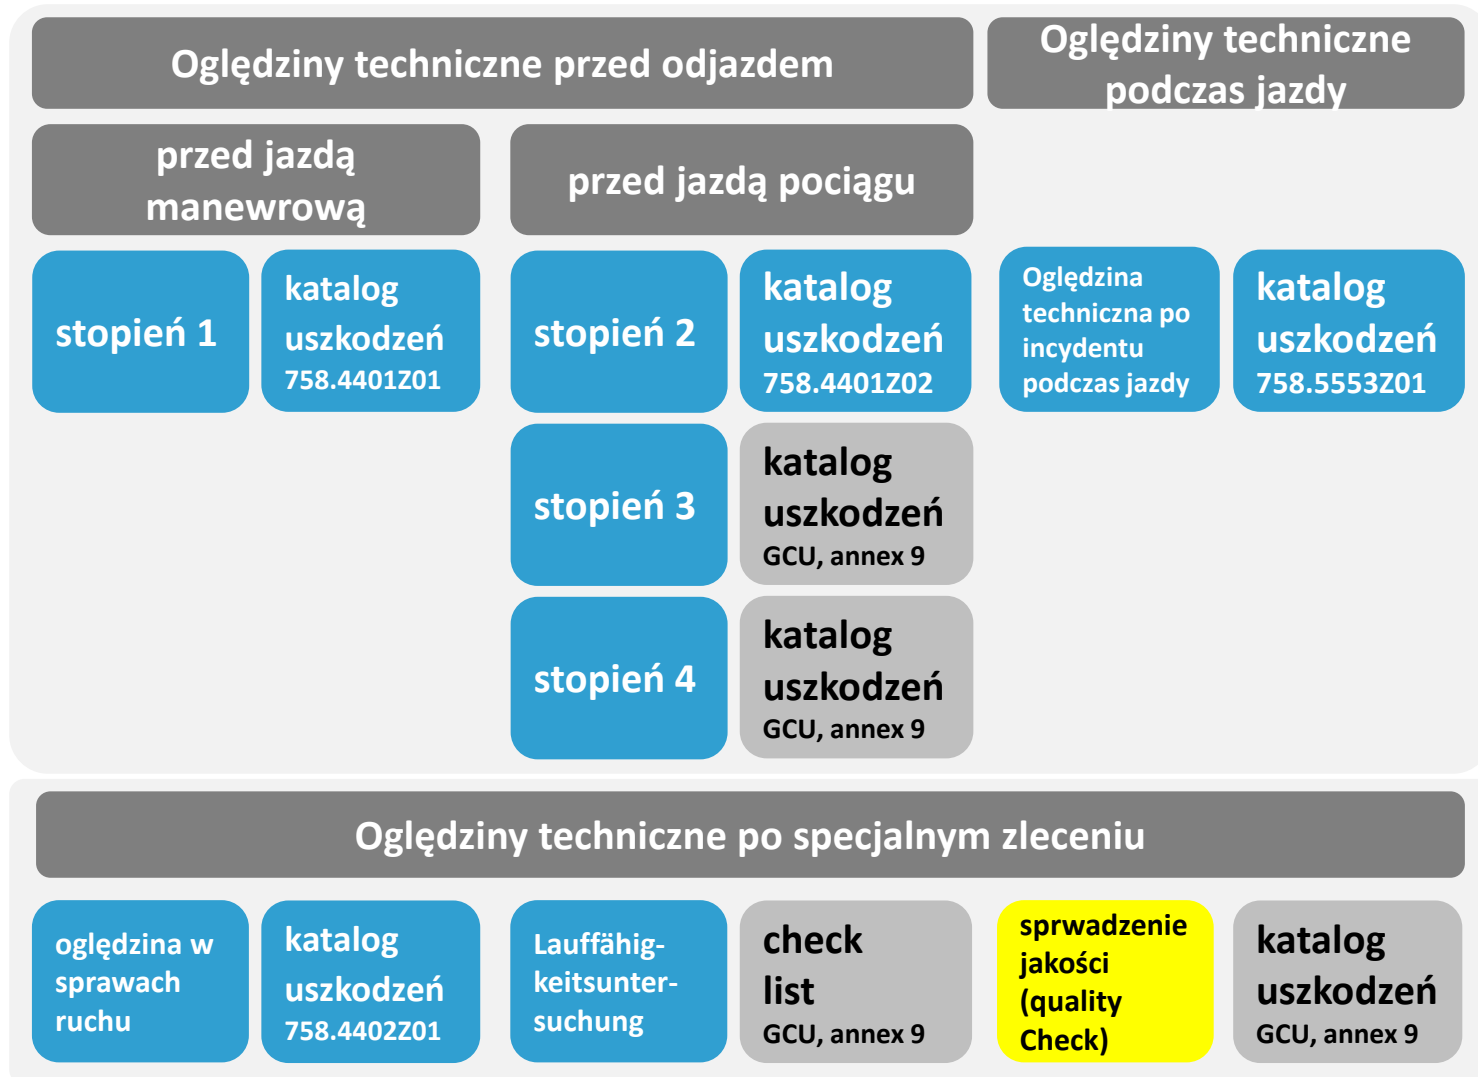 Oględziny techniczne przed odjazdem
Oględziny techniczne
podczas jazdy
przed jazdą
manewrową
przed jazdą pociągu
stopień 1
katalog
uszkodzeń
758.4401Z01
stopień 2
katalog
uszkodzeń
758.4401Z02
Oględzina
techniczna po
incydentu
podczas jazdy
katalog
uszkodzeń
758.5553Z01
stopień 3
katalog
uszkodzeń
GCU, annex 9
stopień 4
katalog
uszkodzeń
GCU, annex 9
Oględziny techniczne po specjalnym zleceniu
oględzina w
sprawach
ruchu
katalog
uszkodzeń
758.4402Z01
Lauffähig-
keitsunter-
suchung
check
list
GCU, annex 9
sprwadzenie
jakości
(quality
Check)
katalog
uszkodzeń
GCU, annex 9